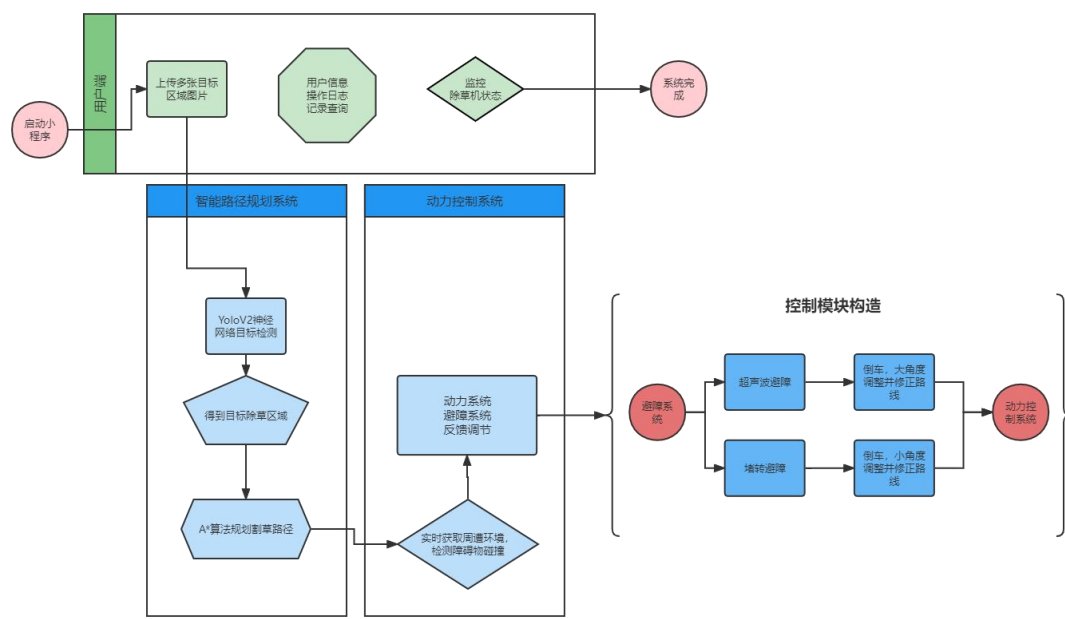 用户端
启动小
程序
上传多张目标
区域图片
用户信息
操作日志
记录查询
监控
除草机状态
系统完
成
智能路径规划系统
动力控制系统
YoloV2神经
网络目标检测
得到目标除草区域
A*算法规划割草路径
动力系统
避障系统
反馈调节
实时获取周遭环境，
检测障碍物碰撞
控制模块构造
避障系
统
超声波避障
倒车，大角度
调整并修正路
线
堵转避障
倒车，小角度
调整并修正路
线
动力控
制系统